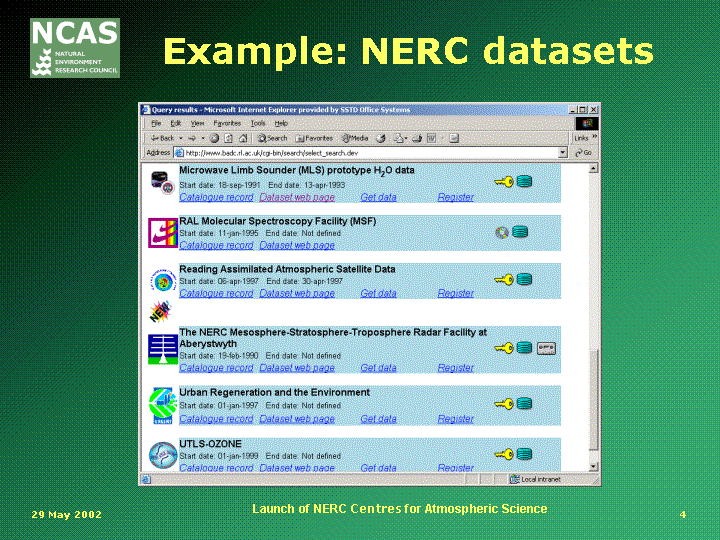 NCAS
NATURAL
ENVIRONMENT
RESEARCH COUNCIL
Example: NERC datasets
Query results - Microsoft Internet Explorer provided by SSTD Office Systems
File Edit View Favorites Tools Help
Back Search Favorites Media Links »
Address http://www.badc.rl.ac.uk/cgi-bin/search/select_search.dev Go
Microwave Limb Sounder (MLS) prototype H2O data
Start date: 18-sep-1991 End date: 13-apr-1993
Catalogue record Dataset web page Get data Register
RAL Molecular Spectroscopy Facility (MSF)
Start date: 11-jan-1995 End date: Not defined
Catalogue record Dataset web page
Reading Assimilated Atmospheric Satellite Data
Start date: 06-apr-1997 End date: 30-apr-1997
Catalogue record Dataset web page Get data Register
NEW
The NERC Mesosphere-Stratosphere-Troposphere Radar Facility at
Aberystwyth
Start date: 19-feb-1990 End date: Not defined
Catalogue record Dataset web page Get data Register
Urban Regeneration and the Environment
Start date: 01-jan-1997 End date: Not defined
Catalogue record Dataset web page Get data Register
UTLS-OZONE
Start date: 01-jan-1999 End date: Not defined
Catalogue record Dataset web page Get data Register
Local intranet
29 May 2002
Launch of NERC Centres for Atmospheric Science
4